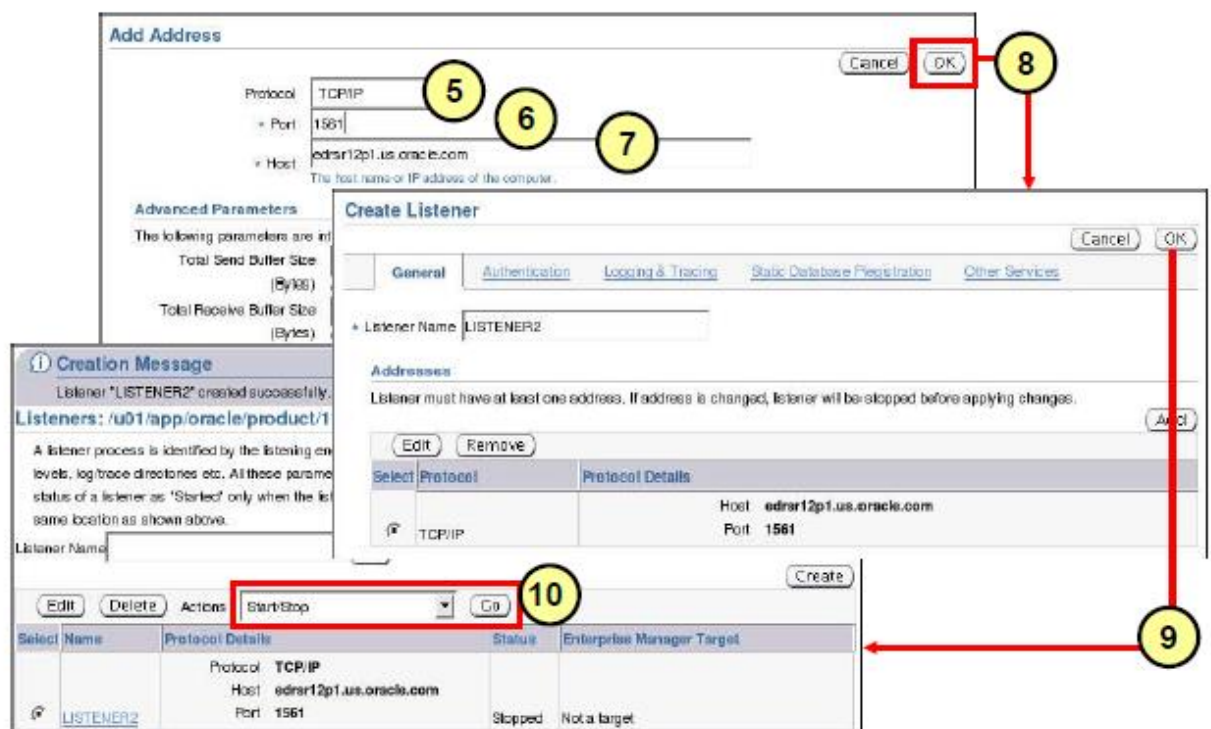 Add Address
Cancel OK 8
Protocol TCP/IP 5
* Port 1561 6
* Host edrsr12p1.us.oracle.com 7
The host name or IP address of the computer.
Advanced Parameters
The following parameters are int
Total Send Buffer Size
(Bytes)
Total Receive Buffer Size
(Bytes)
Create Listener
Cancel OK
General Authentication Logging & Tracing Static Database Registration Other Services
* Listener Name LISTENER2
Addresses
Listener must have at least one address. If address is changed, listener will be stopped before applying changes.
Add
Edit Remove
Select Protocol Protocol Details
Host edrsr12p1.us.oracle.com
TCP/IP Port 1561
9
Creation Message
Listener "LISTENER2" created successfully.
Listeners: /u01/app/oracle/product/1
A listener process is identified by the listening en
levels, log/trace directories etc. All these parame
status of a listener as "Started" only when the list
same location as shown above.
Listener Name
Create
Edit Delete Actions Start/Stop Go 10
Select Name Protocol Details Status Enterprise Manager Target
Protocol TCP/IP
Host edrsr12p1.us.oracle.com
LISTENER2 Port 1561 Stopped Not a target